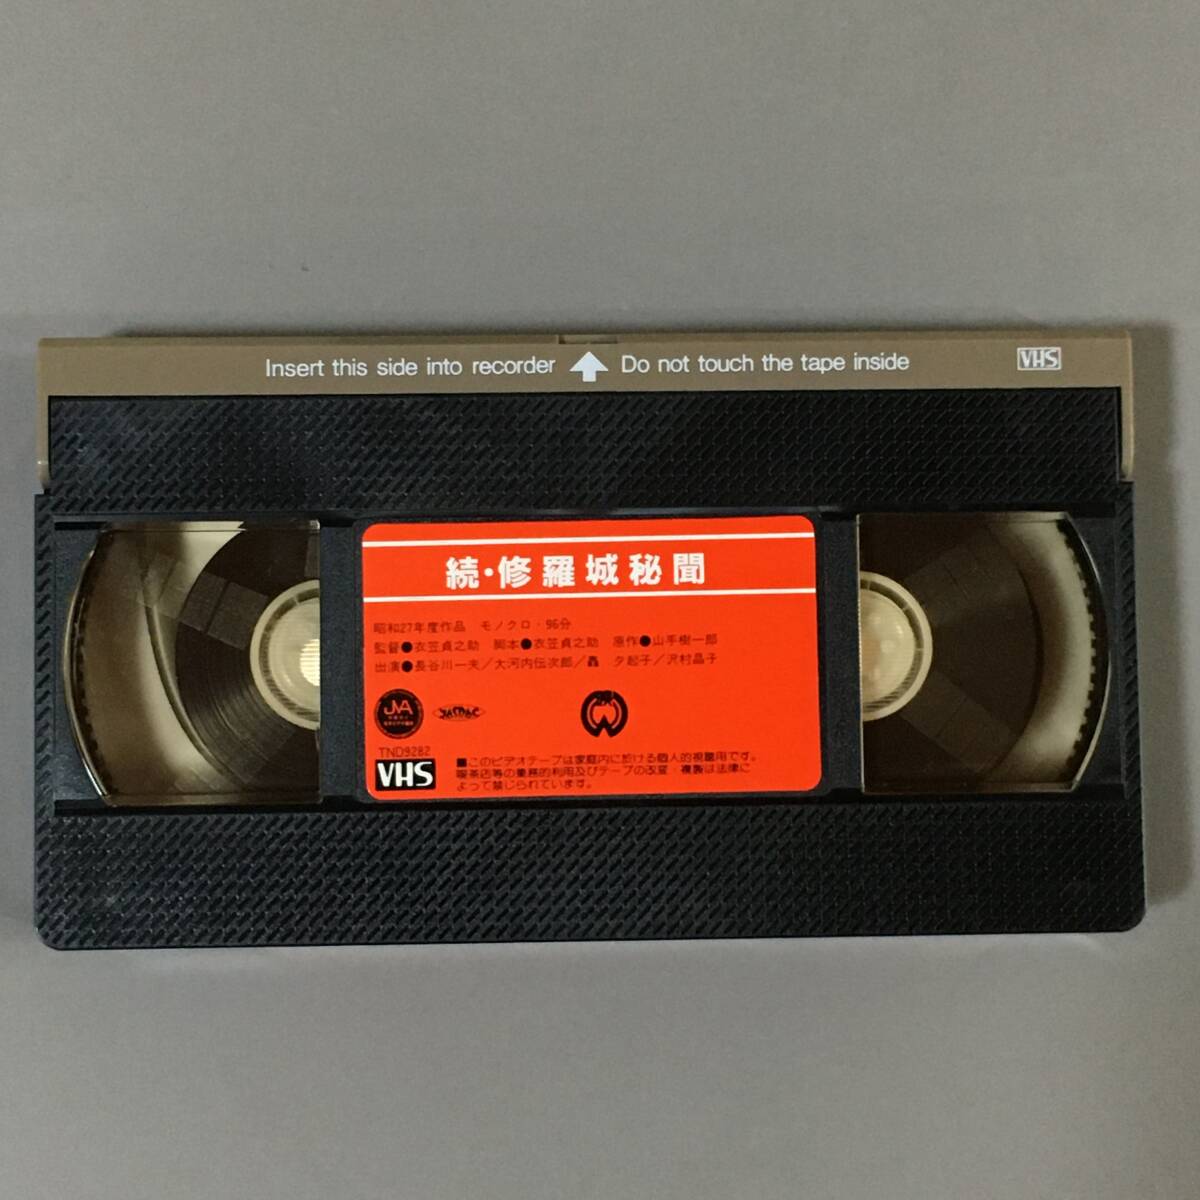 Insert this side into recorder Do not touch the tape inside VHS
続・修羅城秘聞
昭和27年度作品 モノクロ・96分
監督●衣笠貞之助 脚本●衣笠貞之助 原作●山手樹一郎
出演●長谷川一夫/大河内伝次郎/轟 夕起子/沢村晶子
JVA
TND9282
VHS
■このビデオテープは家庭内に於ける個人的視聴用です。
喫茶店等の業務的利用及びテープの改変・複製は法律に
よって禁じられています。